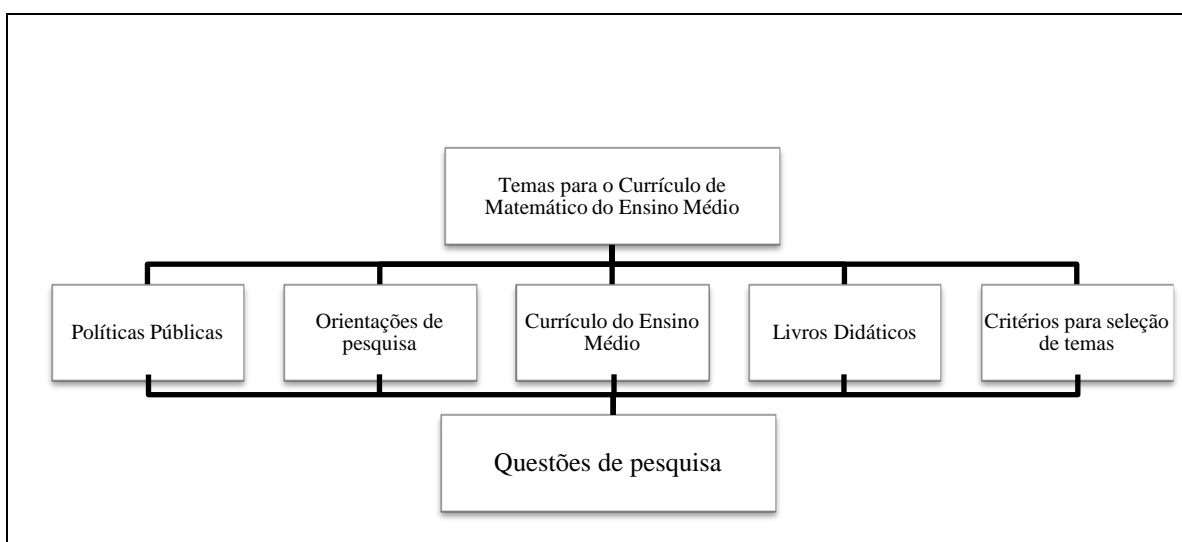 Temas para o Currículo de
Matemático do Ensino Médio
Políticas Públicas
Orientações de
pesquisa
Currículo do Ensino
Médio
Livros Didáticos
Critérios para seleção
de temas
Questões de pesquisa